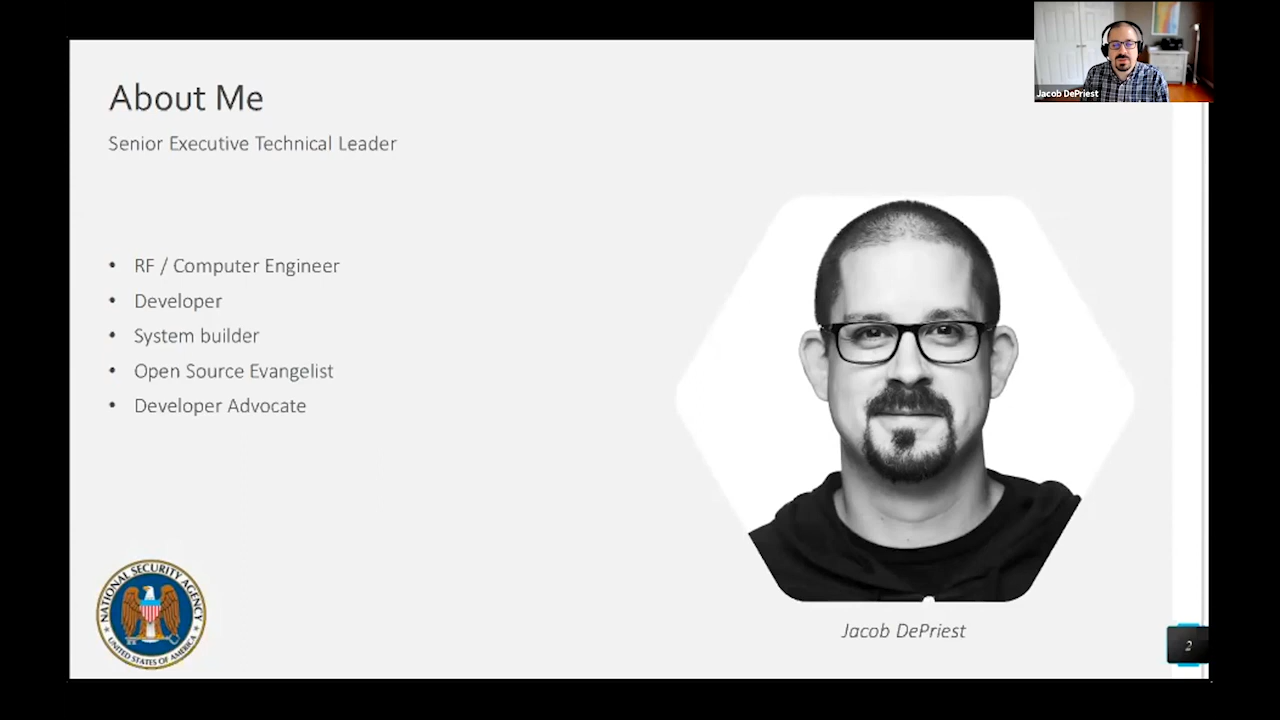 About Me
Senior Executive Technical Leader
• RF / Computer Engineer
• Developer
• System builder
• Open Source Evangelist
• Developer Advocate
NATIONAL SECURITY AGENCY
UNITED STATES OF AMERICA
Jacob DePriest
2
Jacob DePriest